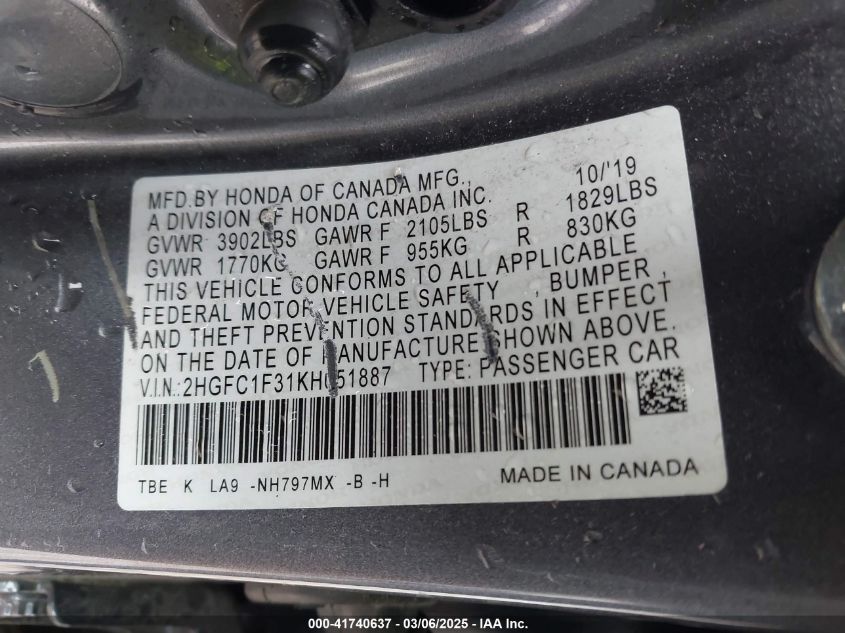 MFD.BY HONDA OF CANADA MFG., 10/'19
A DIVISION OF HONDA CANADA INC.
GVWR 3902LBS GAWR F 2105LBS R 1829LBS
GVWR 1770KG GAWR F 955KG R 830KG
THIS VEHICLE CONFORMS TO ALL APPLICABLE
FEDERAL MOTOR VEHICLE SAFETY , BUMPER ,
AND THEFT PREVENTION STANDARDS IN EFFECT
ON THE DATE OF MANUFACTURE SHOWN ABOVE.
V.I.N.: 2HGFC1F31KH051887 TYPE: PASSENGER CAR
TBE K LA9 -NH797MX -B -H MADE IN CANADA
000-41740637 - 03/06/2025 - IAA Inc.